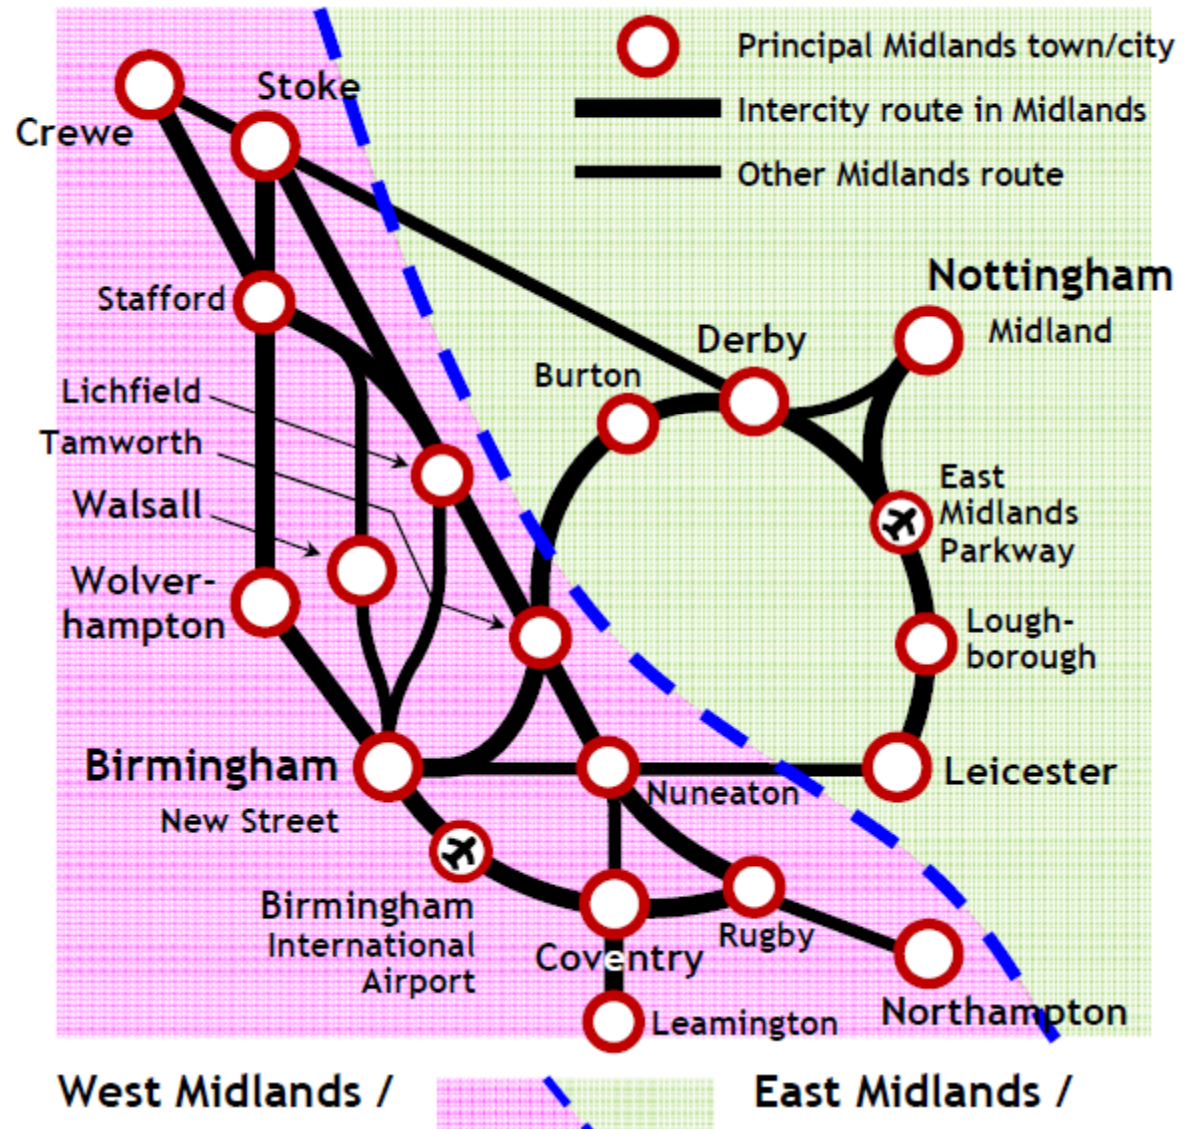 Principal Midlands town/city
Intercity route in Midlands
Other Midlands route
Stoke
Crewe
Nottingham
Midland
Stafford
Derby
Burton
Lichfield
Tamworth
Walsall
East
Midlands
Parkway
Wolver-
hampton
Lough-
borough
Birmingham
New Street
Nuneaton
Leicester
Birmingham
International
Airport
Coventry
Rugby
Northampton
Leamington
West Midlands /
East Midlands /